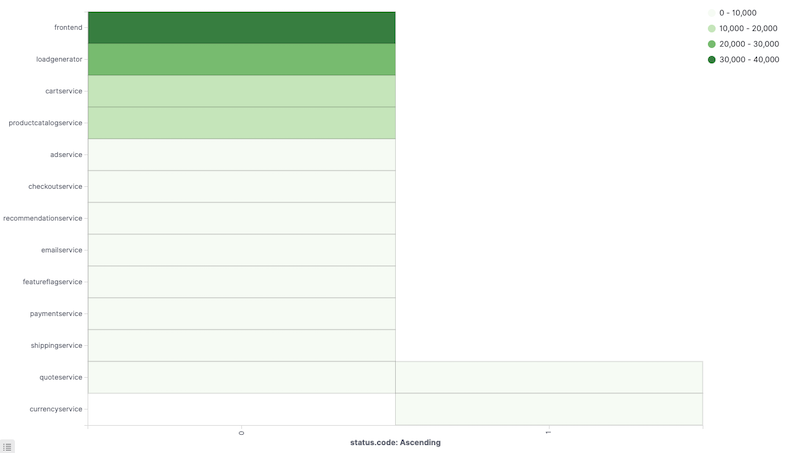 frontend
loadgenerator
cartservice
productcatalogservice
adservice
checkoutservice
recommendationservice
emailservice
featureflagservice
paymentservice
shippingservice
quoteservice
currencyservice
0
1
status.code: Ascending
0 - 10,000
10,000 - 20,000
20,000 - 30,000
30,000 - 40,000